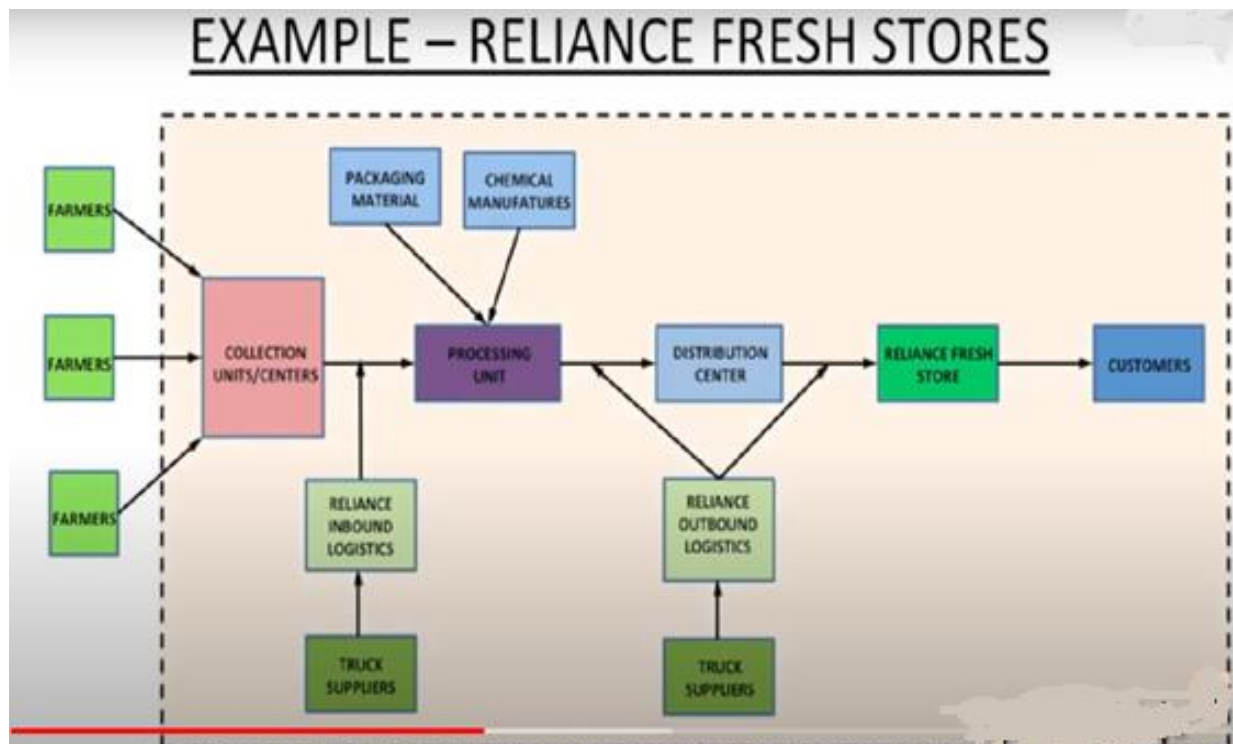 EXAMPLE – RELIANCE FRESH STORES
PACKAGING
MATERIAL
CHEMICAL
MANUFATURES
FARMERS
FARMERS
FARMERS
COLLECTION
UNITS/CENTERS
PROCESSING
UNIT
DISTRIBUTION
CENTER
RELIANCE FRESH
STORE
CUSTOMERS
RELIANCE
INBOUND
LOGISTICS
RELIANCE
OUTBOUND
LOGISTICS
TRUCK
SUPPLIERS
TRUCK
SUPPLIERS